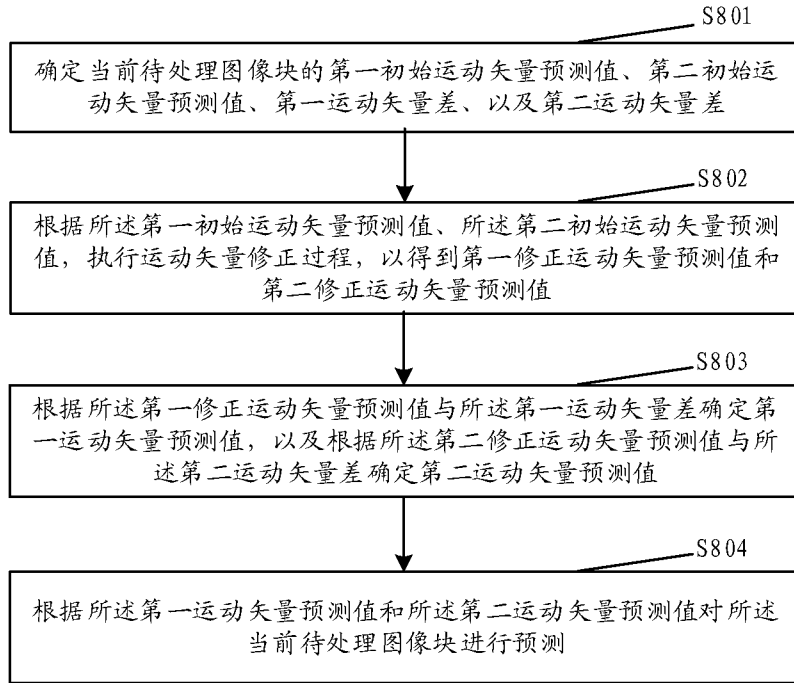 S801
确定当前待处理图像块的第一初始运动矢量预测值、第二初始运
动矢量预测值、第一运动矢量差、以及第二运动矢量差
S802
根据所述第一初始运动矢量预测值、所述第二初始运动矢量预测
值，执行运动矢量修正过程，以得到第一修正运动矢量预测值和
第二修正运动矢量预测值
S803
根据所述第一修正运动矢量预测值与所述第一运动矢量差确定第
一运动矢量预测值，以及根据所述第二修正运动矢量预测值与所
述第二运动矢量差确定第二运动矢量预测值
S804
根据所述第一运动矢量预测值和所述第二运动矢量预测值对所述
当前待处理图像块进行预测